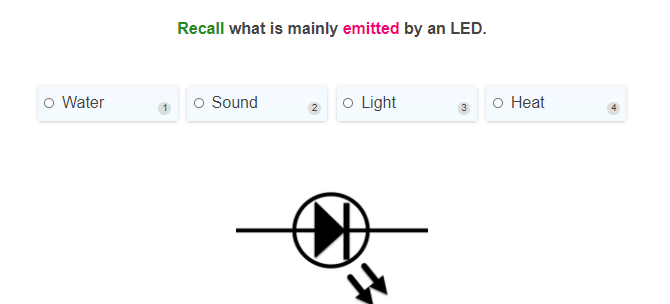 Recall what is mainly emitted by an LED.
Water 1 Sound 2 Light 3 Heat 4